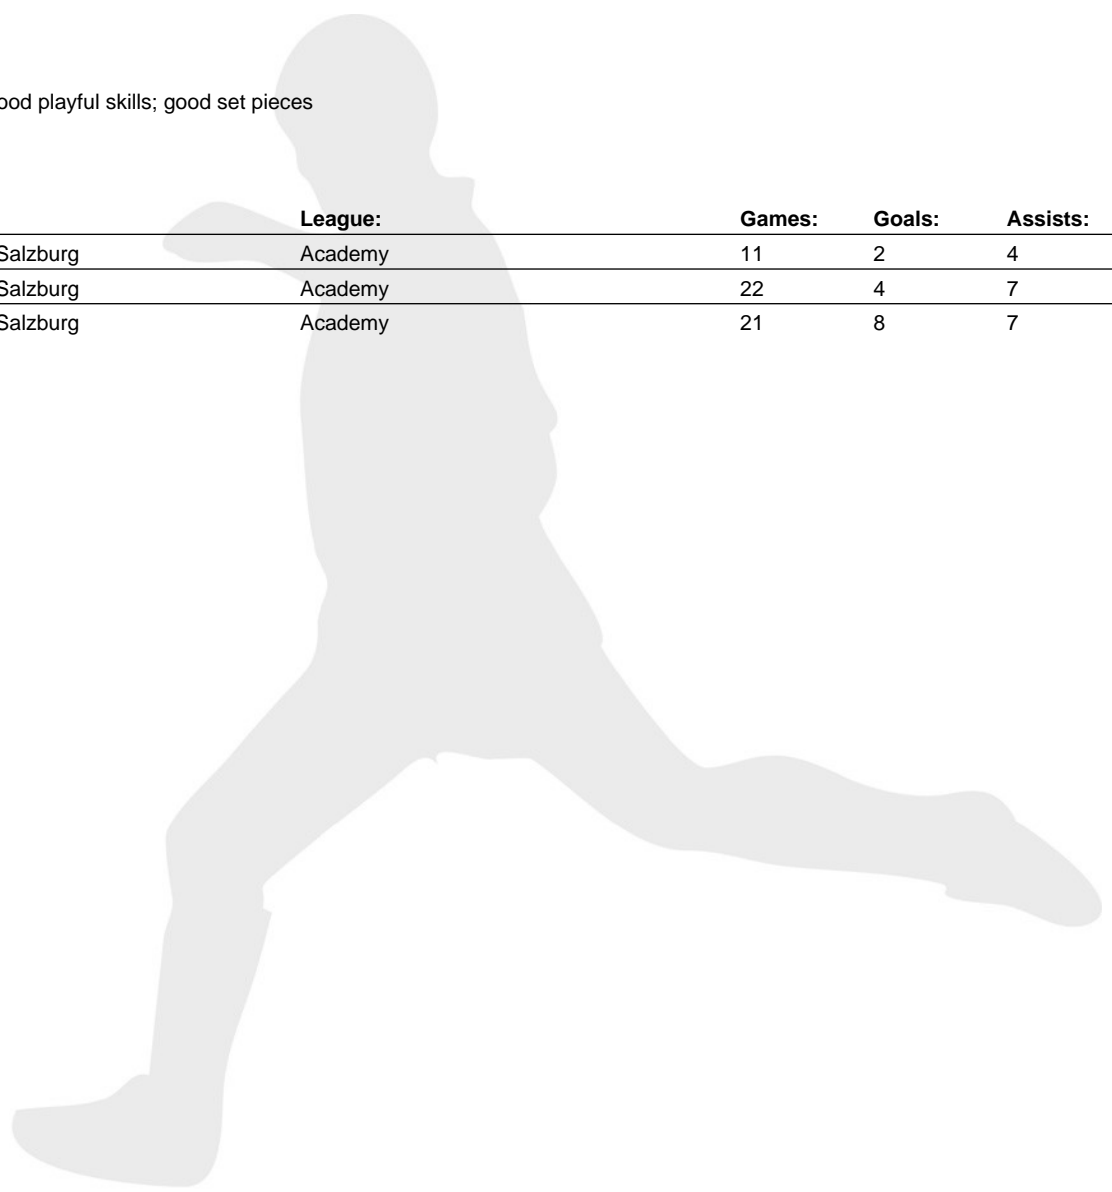 ood playful skills; good set pieces
League: Games: Goals: Assists:
Salzburg Academy 11 2 4
Salzburg Academy 22 4 7
Salzburg Academy 21 8 7